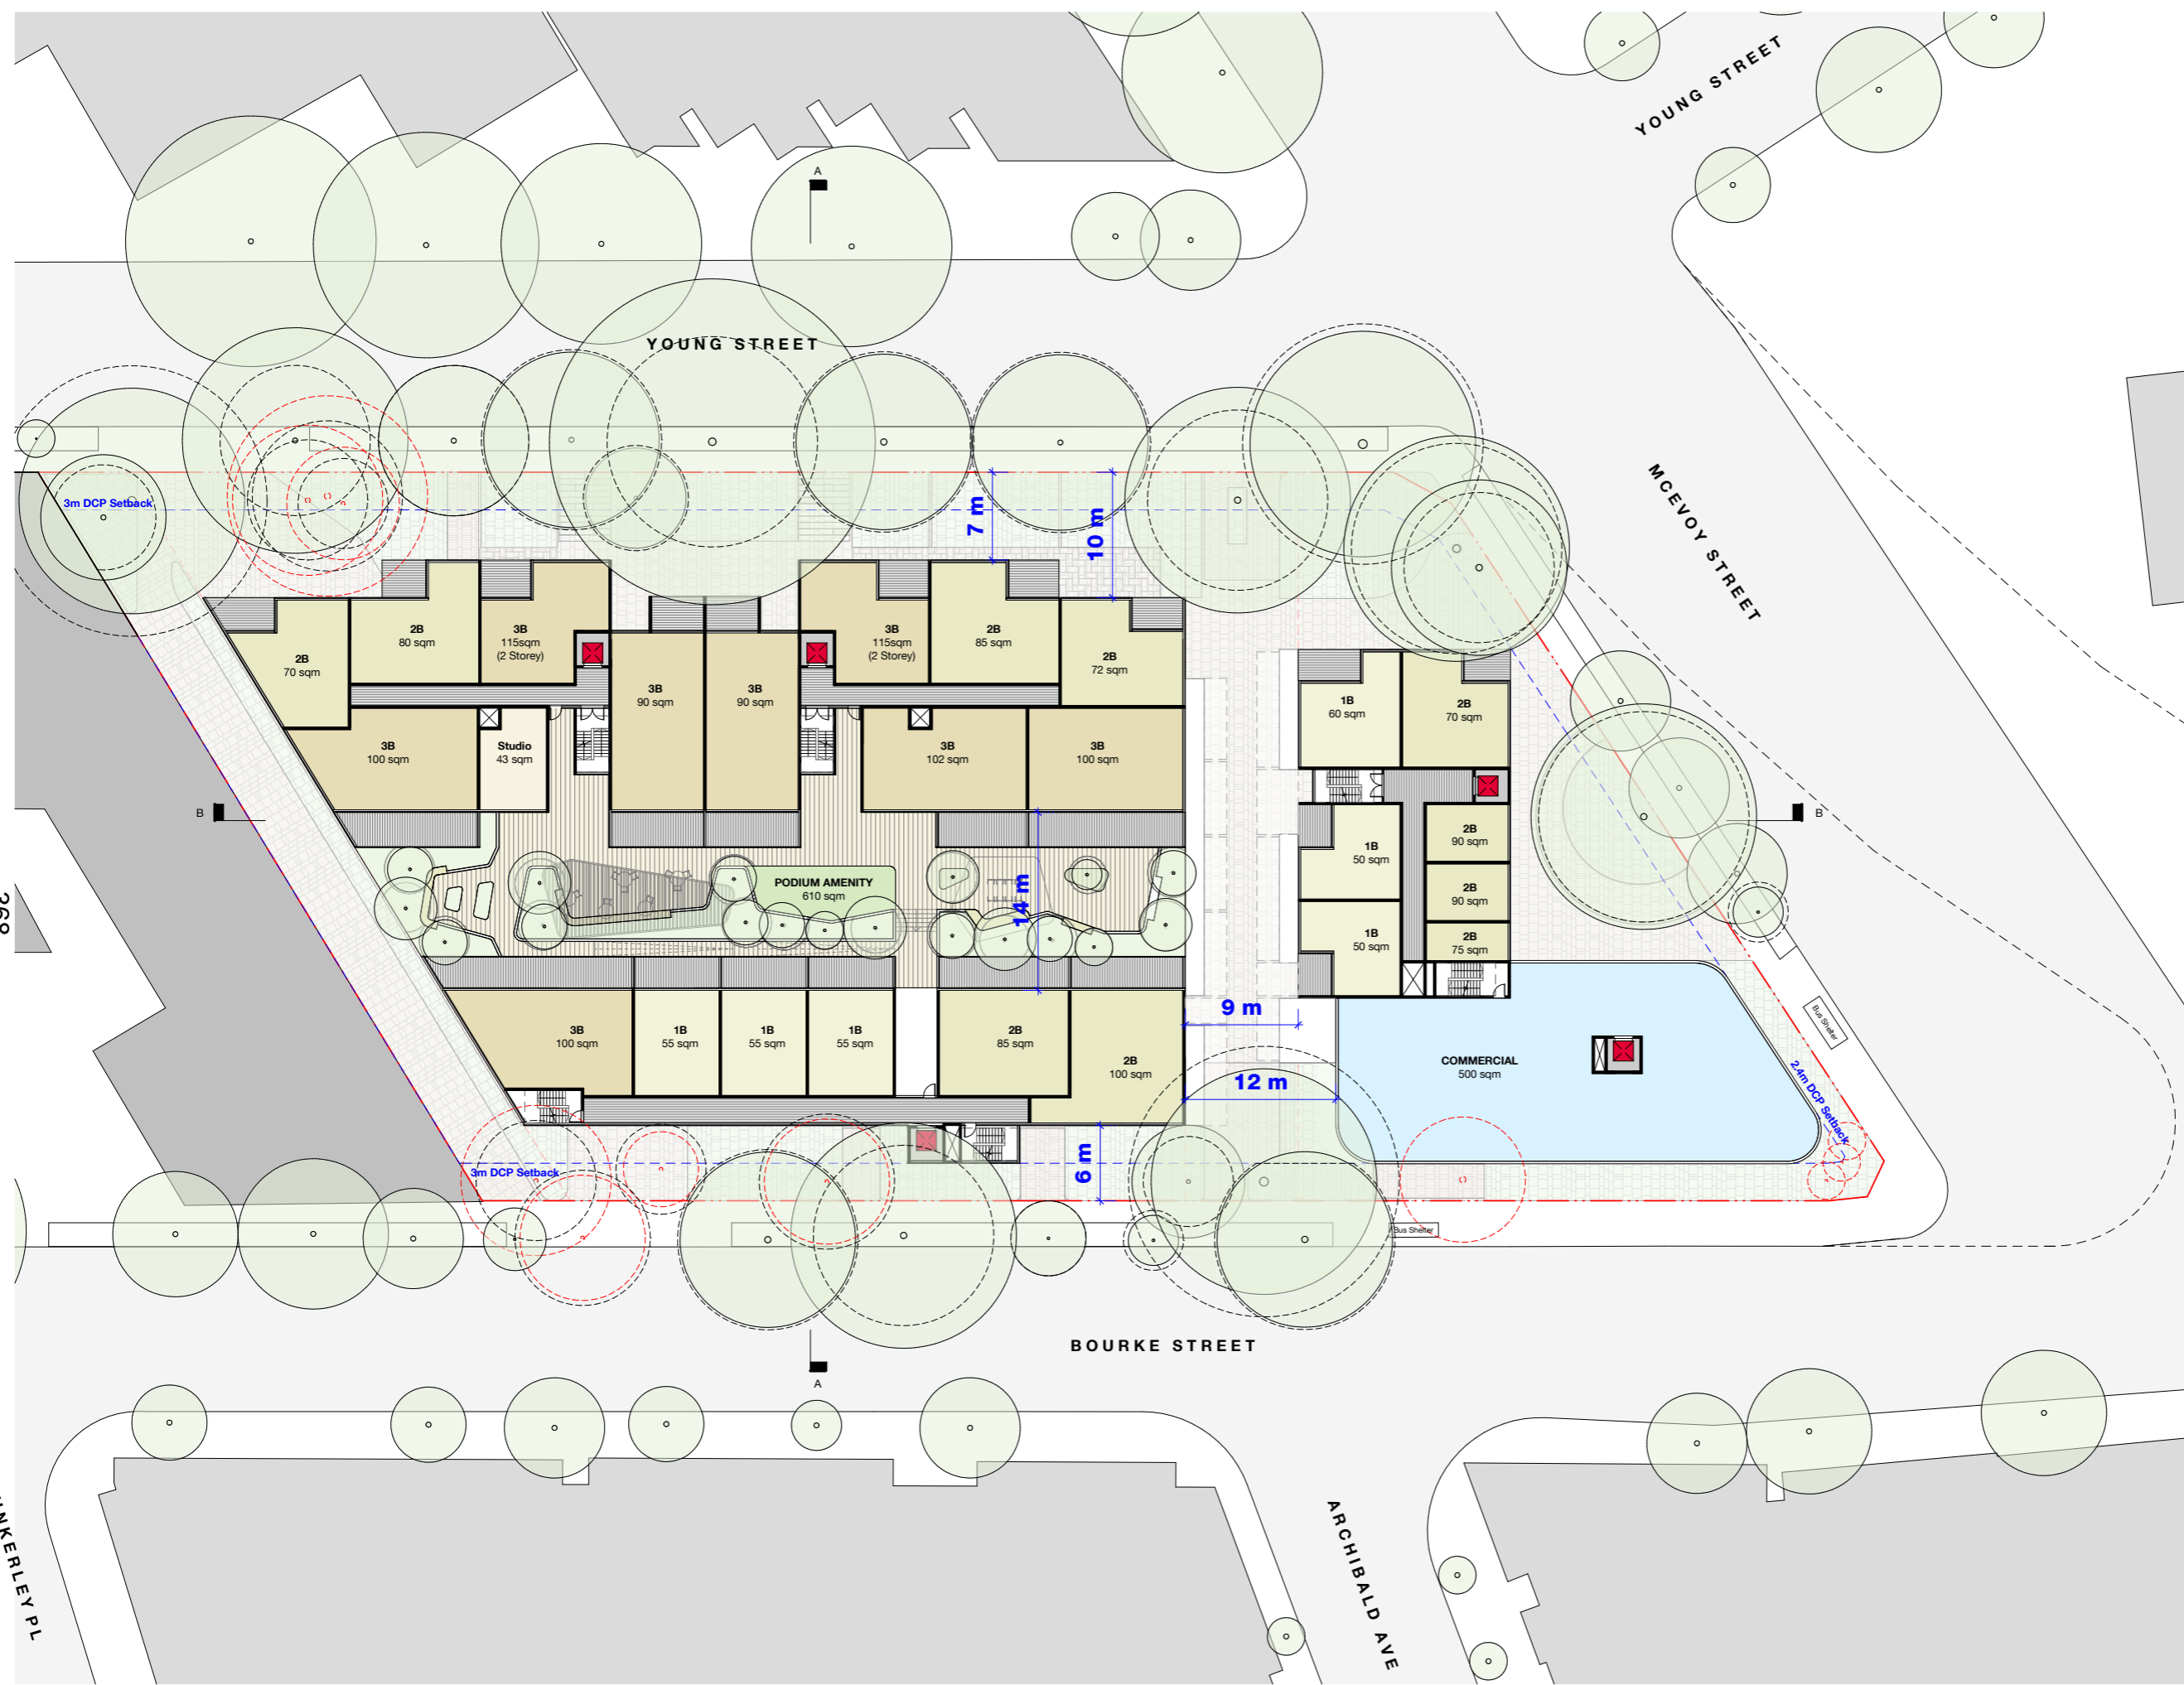 YOUNG STREET
A
YOUNG STREET
MCEVOY STREET
3m DCP Setback
7 m
10 m
2B
80 sqm
3B
115sqm
(2 Storey)
3B
115sqm
(2 Storey)
2B
85 sqm
2B
70 sqm
2B
72 sqm
3B
90 sqm
3B
90 sqm
1B
60 sqm
2B
70 sqm
3B
100 sqm
Studio
43 sqm
3B
102 sqm
3B
100 sqm
B
B
2B
90 sqm
1B
50 sqm
2B
90 sqm
PODIUM AMENITY
610 sqm
14 m
1B
50 sqm
2B
75 sqm
368
9 m
Bus Shelter
3B
100 sqm
1B
55 sqm
1B
55 sqm
1B
55 sqm
2B
85 sqm
2B
100 sqm
COMMERCIAL
500 sqm
12 m
2.4m DCP Setback
6 m
3m DCP Setback
Bus Shelter
BOURKE STREET
A
ARCHIBALD AVE
NKERLEY PL